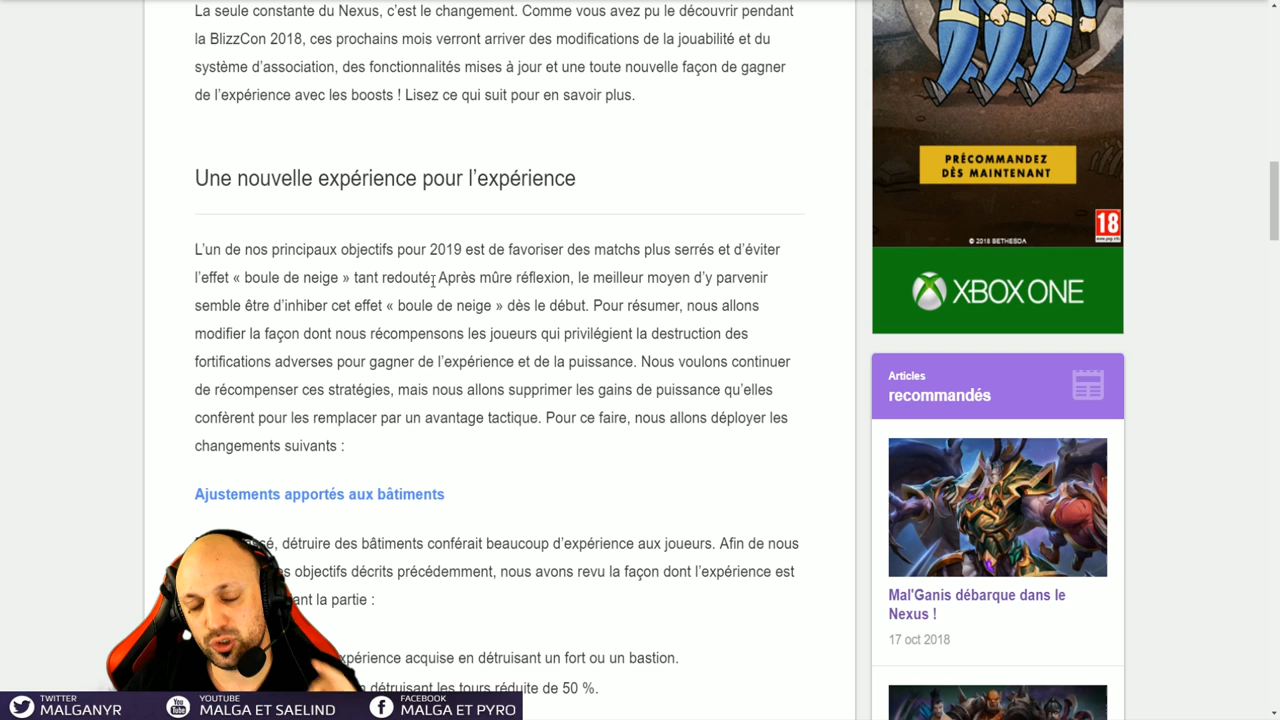 La seule constante du Nexus, c’est le changement. Comme vous avez pu le découvrir pendant
la BlizzCon 2018, ces prochains mois verront arriver des modifications de la jouabilité et du
système d’association, des fonctionnalités mises à jour et une toute nouvelle façon de gagner
de l’expérience avec les boosts ! Lisez ce qui suit pour en savoir plus.
Une nouvelle expérience pour l’expérience
L’un de nos principaux objectifs pour 2019 est de favoriser des matchs plus serrés et d’éviter
l’effet « boule de neige » tant redouté. Après mûre réflexion, le meilleur moyen d’y parvenir
semble être d’inhiber cet effet « boule de neige » dès le début. Pour résumer, nous allons
modifier la façon dont nous récompensons les joueurs qui privilégient la destruction des
fortifications adverses pour gagner de l’expérience et de la puissance. Nous voulons continuer
de récompenser ces stratégies, mais nous allons supprimer les gains de puissance qu’elles
confèrent pour les remplacer par un avantage tactique. Pour ce faire, nous allons déployer les
changements suivants :
Ajustements apportés aux bâtiments
détruire des bâtiments conférait beaucoup d’expérience aux joueurs. Afin de nous
objectifs décrits précédemment, nous avons revu la façon dont l’expérience est
la partie :
acquise en détruisant un fort ou un bastion.
détruisant les tours réduite de 50 %.
TWITTER
MALGANYR
YOUTUBE
MALGA ET SAELIND
FACEBOOK
MALGA ET PYRO
PRÉCOMMANDEZ
DÈS MAINTENANT
18
www.pegi.info
© 2018 BETHESDA
XBOX ONE
Articles
recommandés
Mal'Ganis débarque dans le
Nexus !
17 oct 2018